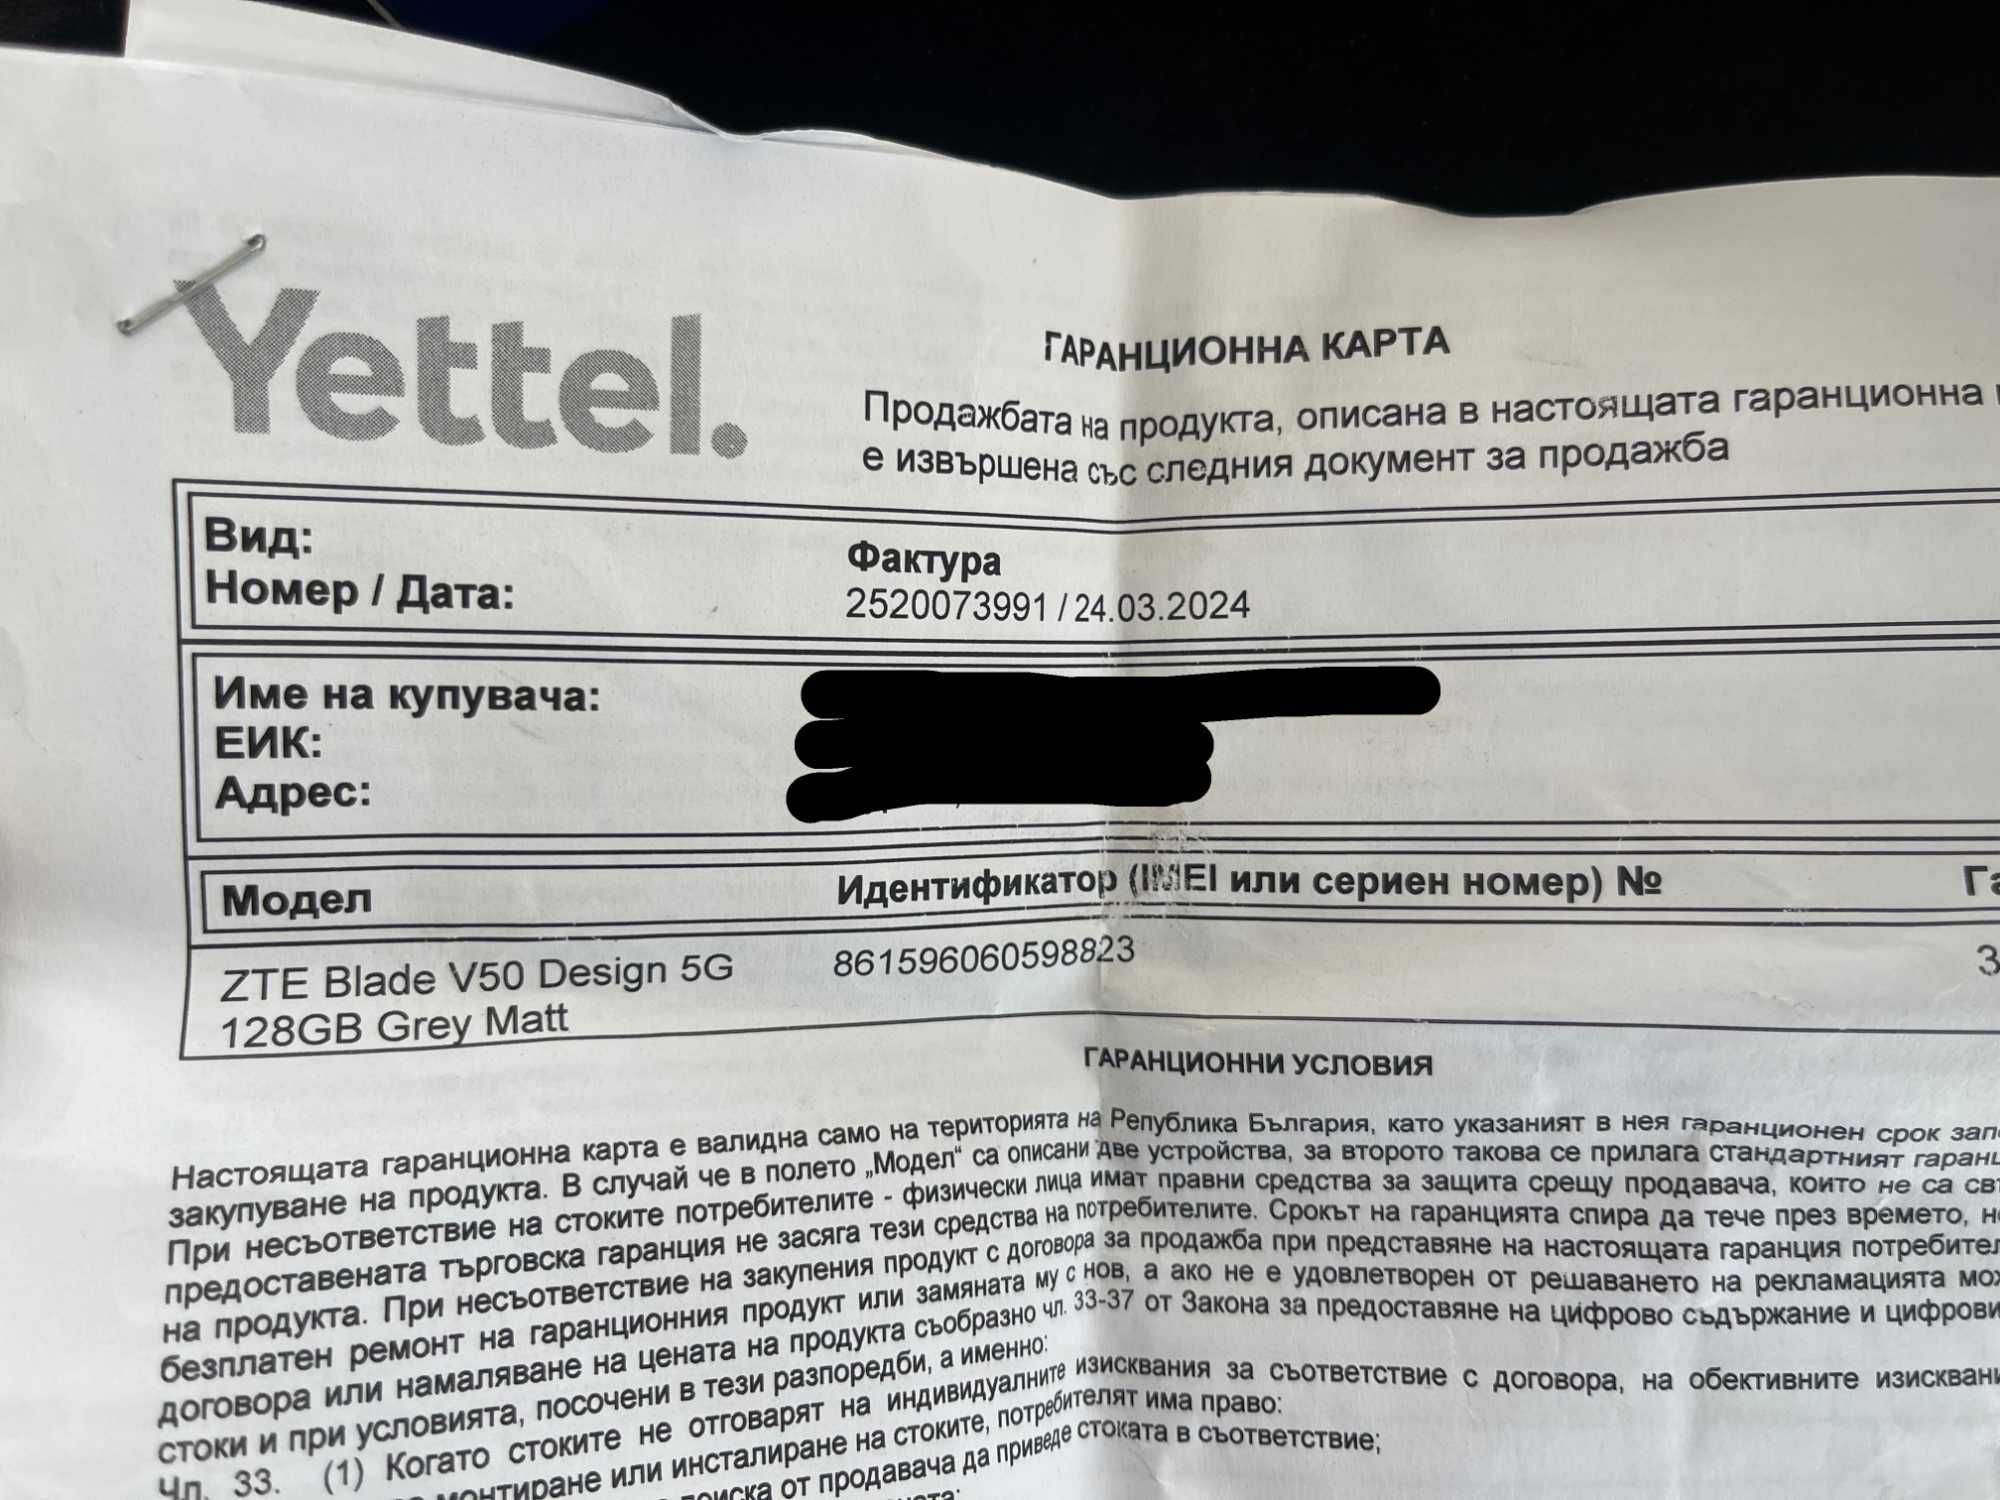 Yettel.
ГАРАНЦИОННА КАРТА
Продажбата на продукта, описана в настоящата гаранционна
е извършена със следния документ за продажба
Вид: Фактура
Номер / Дата: 2520073991 / 24.03.2024
Име на купувача:
ЕИК:
Адрес:
Модел Идентификатор (IMEI или сериен номер) №
ZTE Blade V50 Design 5G 861596060598823
128GB Grey Matt
ГАРАНЦИОННИ УСЛОВИЯ
Настоящата гаранционна карта е валидна само на територията на Република България, като указаният в нея гаранционен срок
закупуване на продукта. В случай че в полето „Модел“ са описани две устройства, за второто такова се прилага стандартният
При несъответствие на стоките потребителите - физически лица имат правни средства за защита срещу продавача, които не са
предоставената търговска гаранция не засяга тези средства на потребителите. Срокът на гаранцията спира да тече през времето,
на продукта. При несъответствие на закупения продукт с договора за продажба при представяне на настоящата гаранция
безплатен ремонт на гаранционния продукт или замяната му с нов, а ако не е удовлетворен от решаването на рекламацията
договора или намаляване на цената на продукта съобразно чл. 33-37 от Закона за предоставяне на цифрово съдържание и
стоки и при условията, посочени в тези разпоредби, а именно:
Чл. 33. (1) Когато стоките не отговарят на индивидуалните изисквания за съответствие с договора, на обективните
монтиране или инсталиране на стоките, потребителят има право:
от продавача да приведе стоката в съответствие;